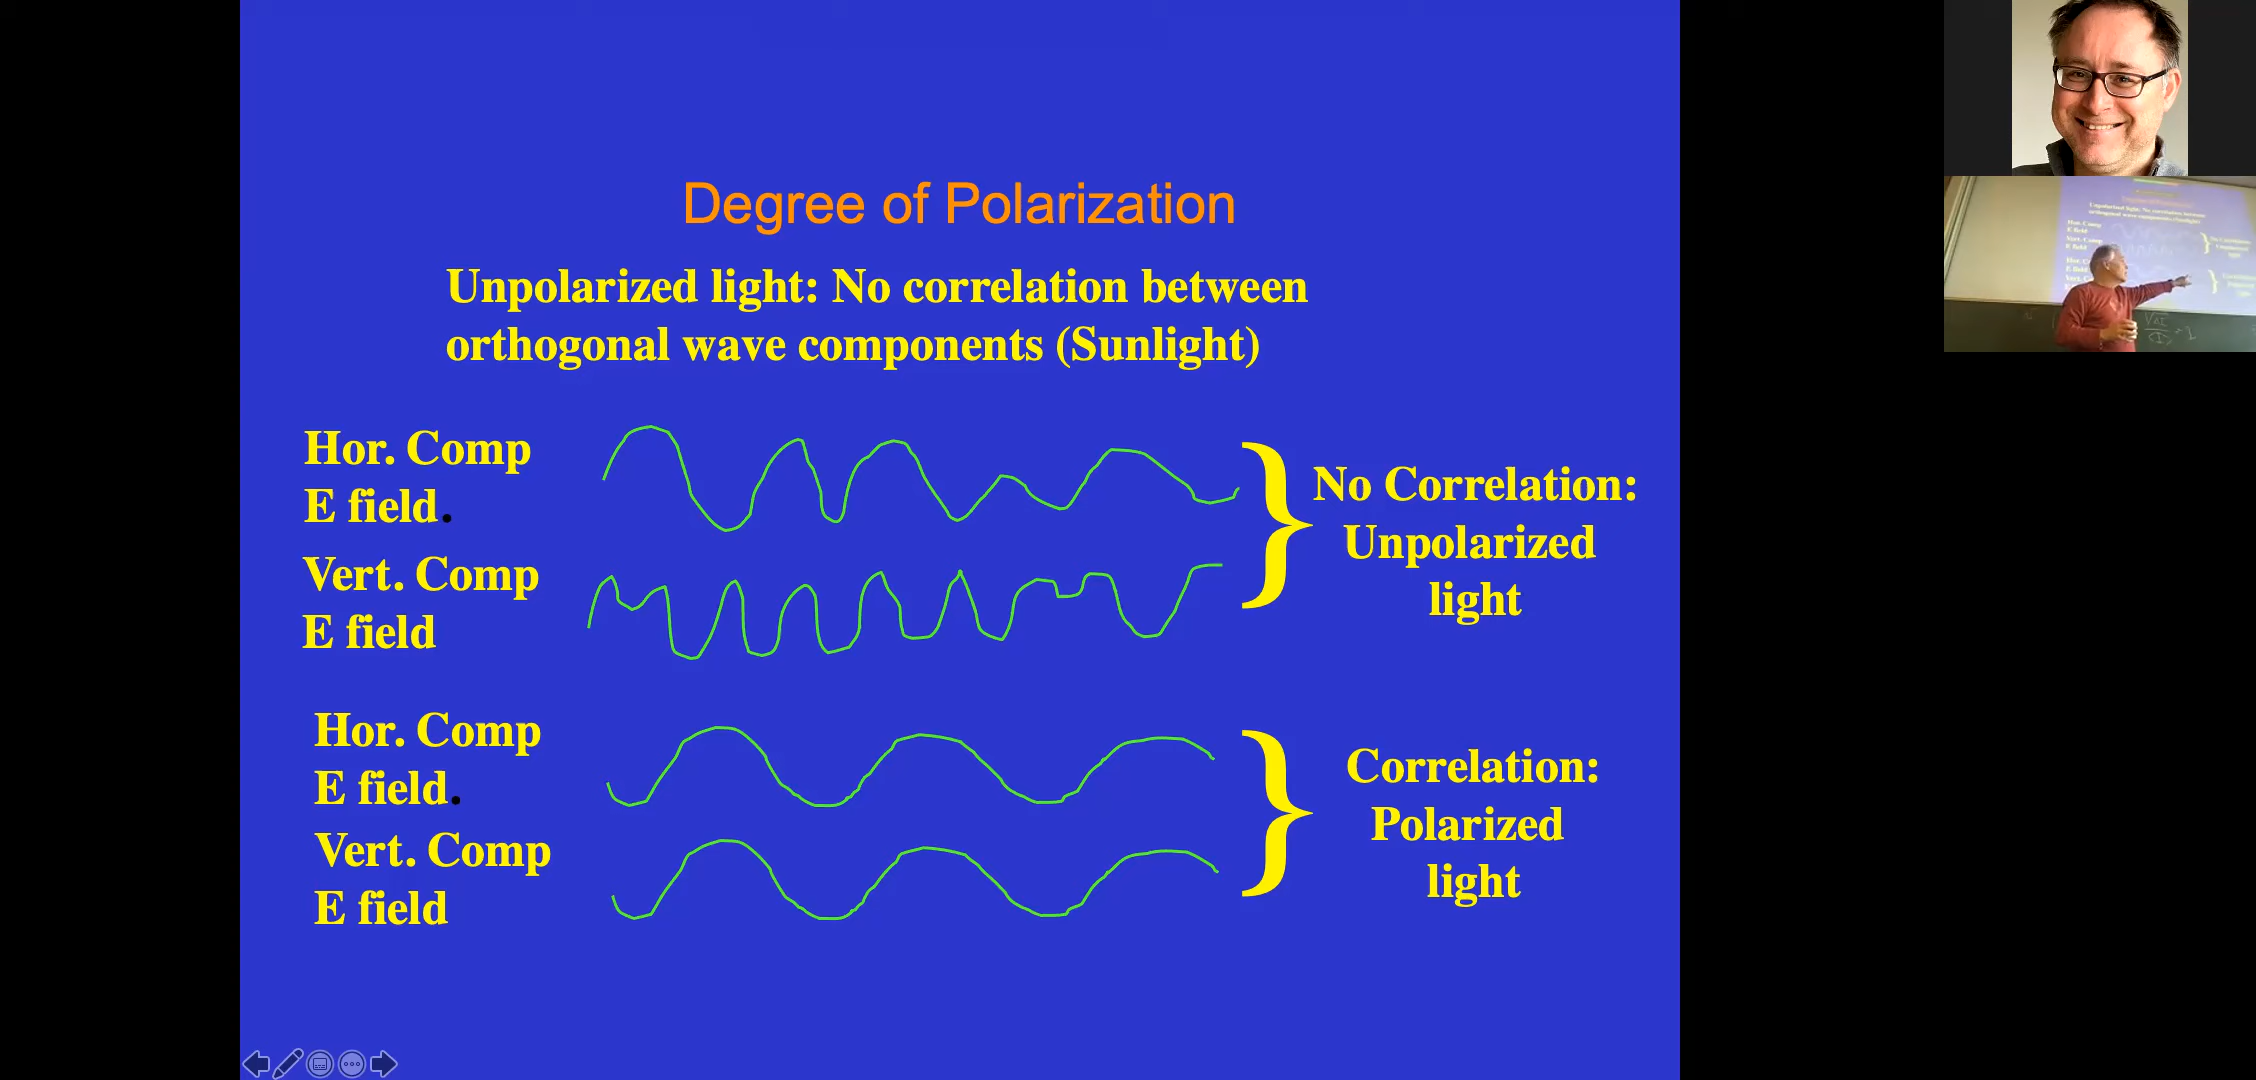 Degree of Polarization
Unpolarized light: No correlation between
orthogonal wave components (Sunlight)
Hor. Comp
E field.
Vert. Comp
E field
No Correlation:
Unpolarized
light
Hor. Comp
E field.
Vert. Comp
E field
Correlation:
Polarized
light